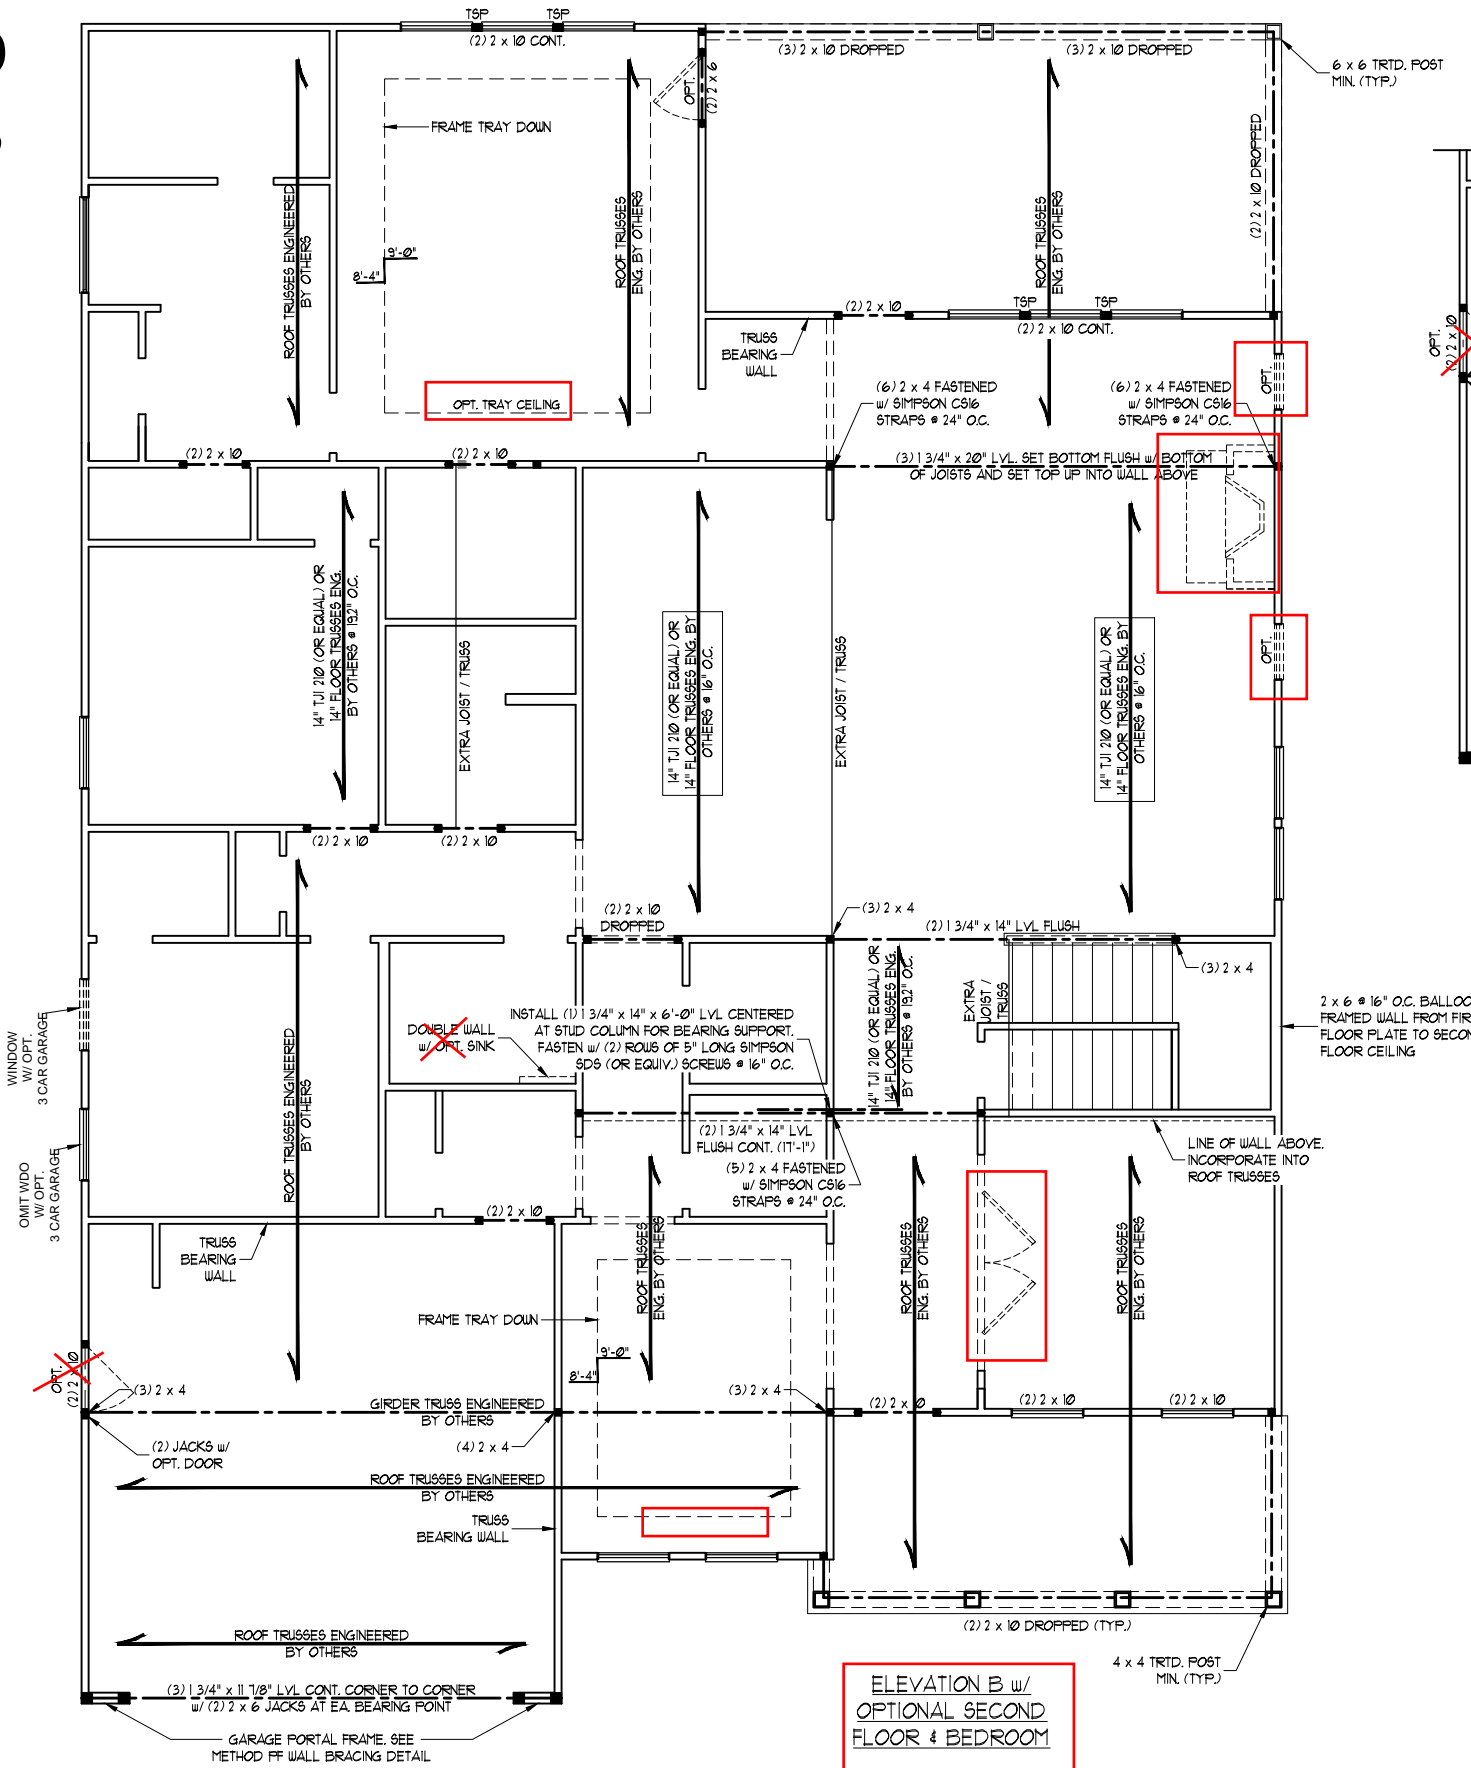 TSP
TSP
(2) 2 x 10 CONT.
(3) 2 x 10 DROPPED
(3) 2 x 10 DROPPED
6 x 6 TRTD. POST
MIN. (TYP.)
OPT.
(2) 2 x 6
FRAME TRAY DOWN
(2) 2 x 10 DROPPED
ROOF TRUSSES ENGINEERED
BY OTHERS
ROOF TRUSSES
ENG. BY OTHERS
ROOF TRUSSES
ENG. BY OTHERS
9'-0"
8'-4"
(2) 2 x 10
TSP
TSP
(2) 2 x 10 CONT.
TRUSS
BEARING
WALL
OPT.
(2) 2 x 10
OPT.
(6) 2 x 4 FASTENED
w/ SIMPSON CS16
STRAPS @ 24" O.C.
(6) 2 x 4 FASTENED
w/ SIMPSON CS16
STRAPS @ 24" O.C.
OPT. TRAY CEILING
(2) 2 x 10
(2) 2 x 10
(3) 1 3/4" x 20" LVL. SET BOTTOM FLUSH w/ BOTTOM
OF JOISTS AND SET TOP UP INTO WALL ABOVE
14" TJI 210 (OR EQUAL) OR
14" FLOOR TRUSSES ENG.
BY OTHERS @ 19.2" O.C.
EXTRA JOIST / TRUSS
14" TJI 210 (OR EQUAL) OR
14" FLOOR TRUSSES ENG. BY
OTHERS @ 16" O.C.
EXTRA JOIST / TRUSS
14" TJI 210 (OR EQUAL) OR
14" FLOOR TRUSSES ENG. BY
OTHERS @ 16" O.C.
OPT.
(2) 2 x 10
(2) 2 x 10
(2) 2 x 10
DROPPED
(3) 2 x 4
(2) 1 3/4" x 14" LVL FLUSH
(3) 2 x 4
EXTRA
JOIST /
TRUSS
14" TJI 210 (OR EQUAL) OR
14" FLOOR TRUSSES ENG.
BY OTHERS @ 19.2" O.C.
2 x 6 @ 16" O.C. BALLOO
FRAMED WALL FROM FIR
FLOOR PLATE TO SECON
FLOOR CEILING
WINDOW
W/ OPT.
3 CAR GARAGE
DOUBLE WALL
w/ OPT. SINK
INSTALL (1) 1 3/4" x 14" x 6'-0" LVL CENTERED
AT STUD COLUMN FOR BEARING SUPPORT.
FASTEN w/ (2) ROWS OF 5" LONG SIMPSON
SDS (OR EQUIV.) SCREWS @ 16" O.C.
ROOF TRUSSES ENGINEERED
BY OTHERS
OMIT WDO
W/ OPT.
3 CAR GARAGE
(2) 1 3/4" x 14" LVL
FLUSH CONT. (17'-1")
(5) 2 x 4 FASTENED
w/ SIMPSON CS16
STRAPS @ 24" O.C.
LINE OF WALL ABOVE.
INCORPORATE INTO
ROOF TRUSSES
(2) 2 x 10
TRUSS
BEARING
WALL
ROOF TRUSSES
ENG. BY OTHERS
ROOF TRUSSES
ENG. BY OTHERS
ROOF TRUSSES
ENG. BY OTHERS
FRAME TRAY DOWN
9'-0"
8'-4"
OPT.
(2) 2 x 10
(3) 2 x 4
(3) 2 x 4
GIRDER TRUSS ENGINEERED
BY OTHERS
(2) 2 x 10
(2) 2 x 10
(2) 2 x 10
(2) JACKS w/
OPT. DOOR
(4) 2 x 4
ROOF TRUSSES ENGINEERED
BY OTHERS
TRUSS
BEARING WALL
ROOF TRUSSES ENGINEERED
BY OTHERS
(2) 2 x 10 DROPPED (TYP.)
4 x 4 TRTD. POST
MIN. (TYP.)
(3) 1 3/4" x 11 7/8" LVL CONT. CORNER TO CORNER
w/ (2) 2 x 6 JACKS AT EA. BEARING POINT
GARAGE PORTAL FRAME. SEE
METHOD PF WALL BRACING DETAIL
ELEVATION B w/
OPTIONAL SECOND
FLOOR & BEDROOM